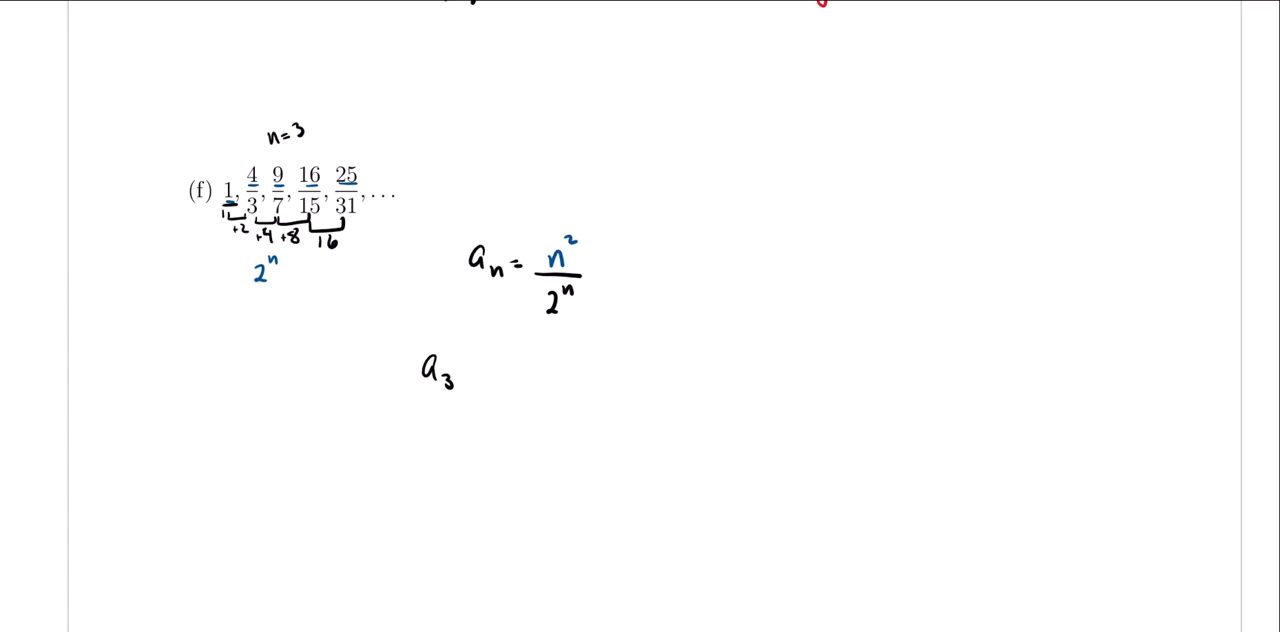 n=3
(f) 1, 4/3, 9/7, 16/15, 25/31, ...
1 +2 +4 +8 16
2^n
a_n = n^2/2^n
a_3